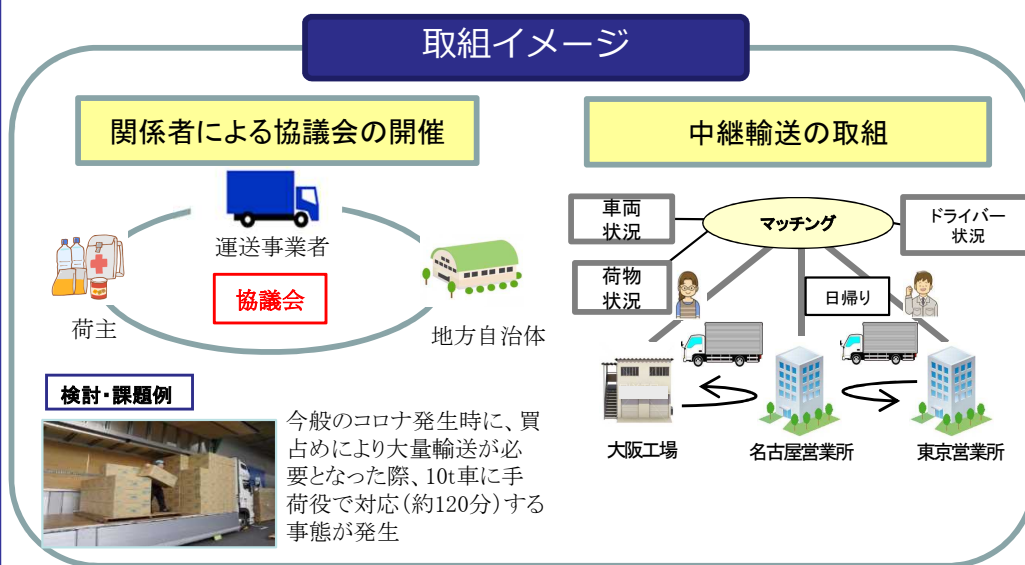 取組イメージ
関係者による協議会の開催
運送事業者
協議会
荷主
地方自治体
検討・課題例
今般のコロナ発生時に、買
占めにより大量輸送が必
要となった際、10t車に手
荷役で対応(約120分)する
事態が発生
中継輸送の取組
車両
状況
マッチング
ドライバー
状況
荷物
状況
日帰り
大阪工場
名古屋営業所
東京営業所